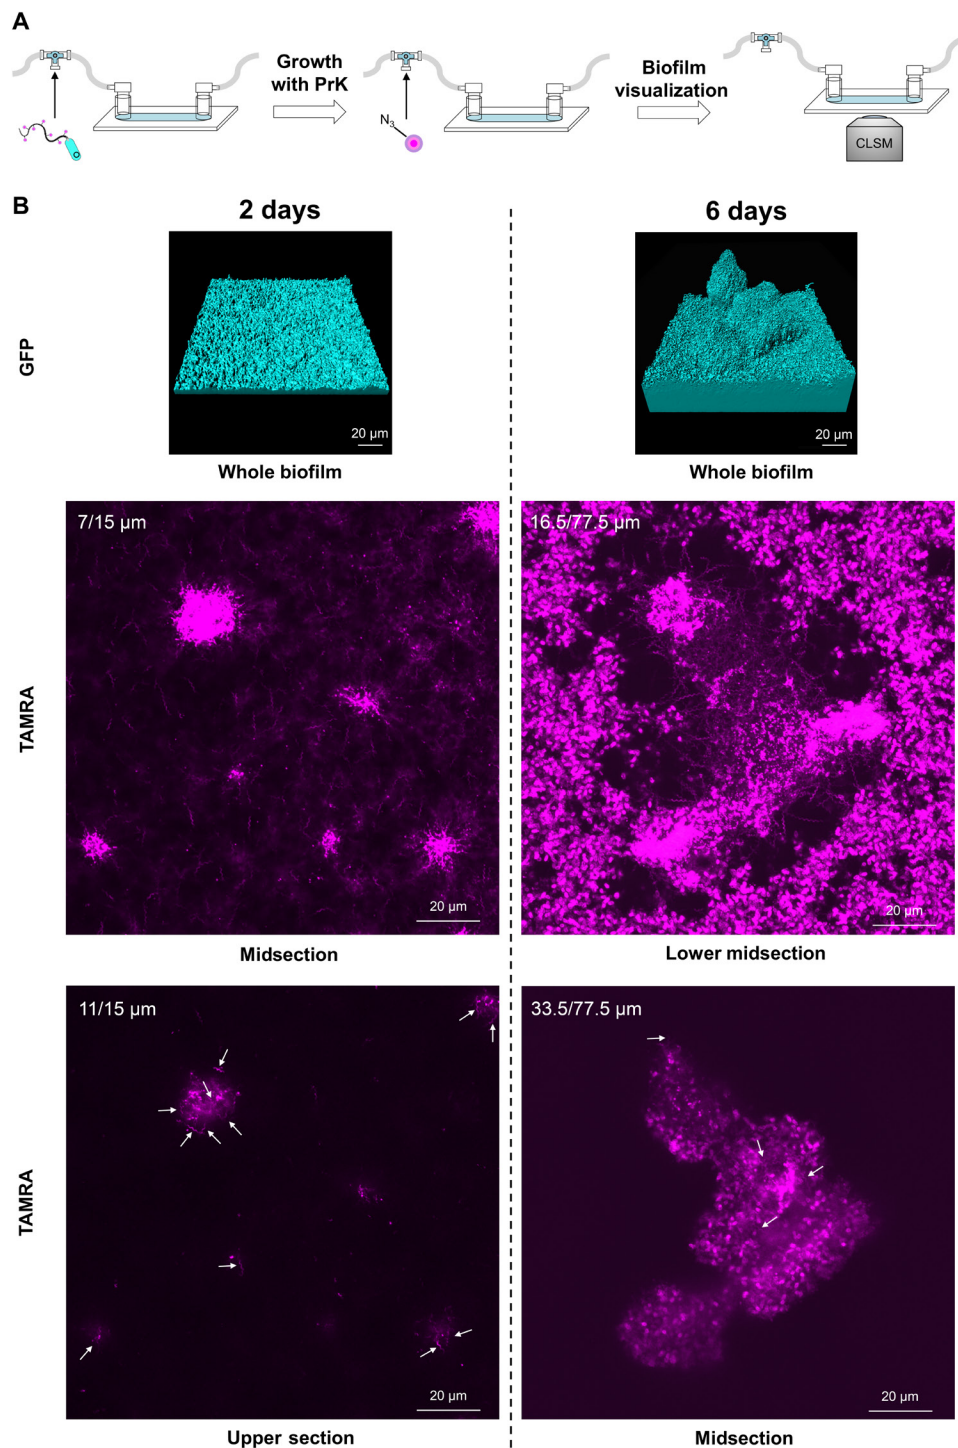 A
Growth
with PrK
N3
Biofilm
visualization
CLSM
B
2 days
6 days
GFP
20 µm
20 µm
Whole biofilm
Whole biofilm
TAMRA
7/15 µm
16.5/77.5 µm
20 µm
20 µm
Midsection
Lower midsection
TAMRA
11/15 µm
33.5/77.5 µm
20 µm
20 µm
Upper section
Midsection